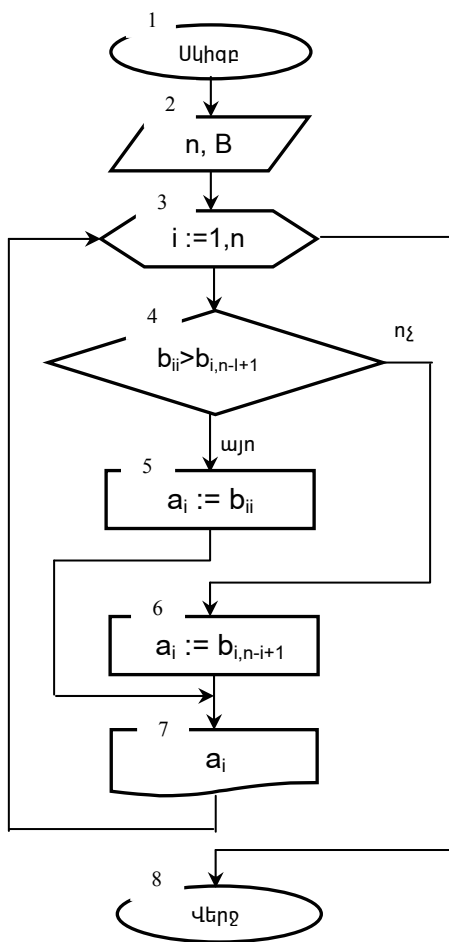 1
Սկիզբ
2
n, B
3
i :=1,n
4
ոչ
bii>bi,n-I+1
այո
5
ai := bii
6
ai := bi,n-i+1
7
ai
8
Վերջ